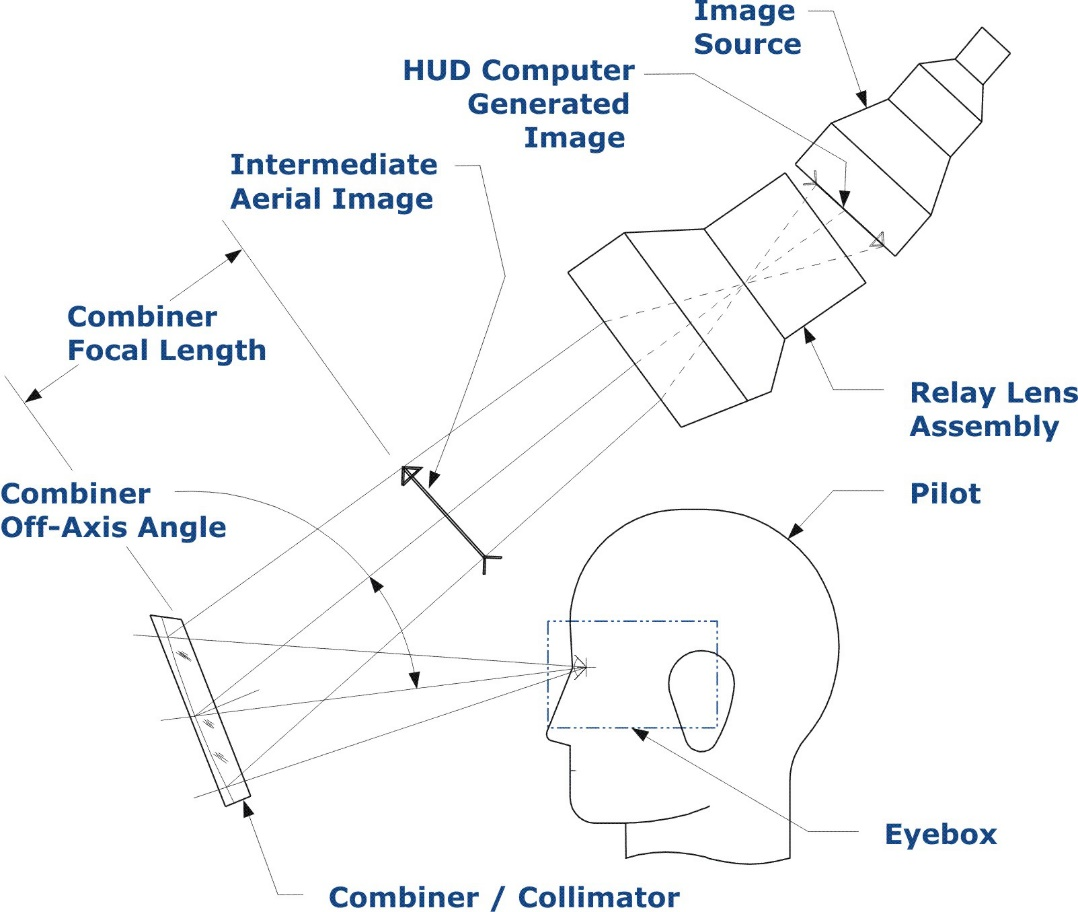 Image
Source
HUD Computer
Generated
Image
Intermediate
Aerial Image
Combiner
Focal Length
Relay Lens
Assembly
Combiner
Off-Axis Angle
Pilot
Eyebox
Combiner / Collimator